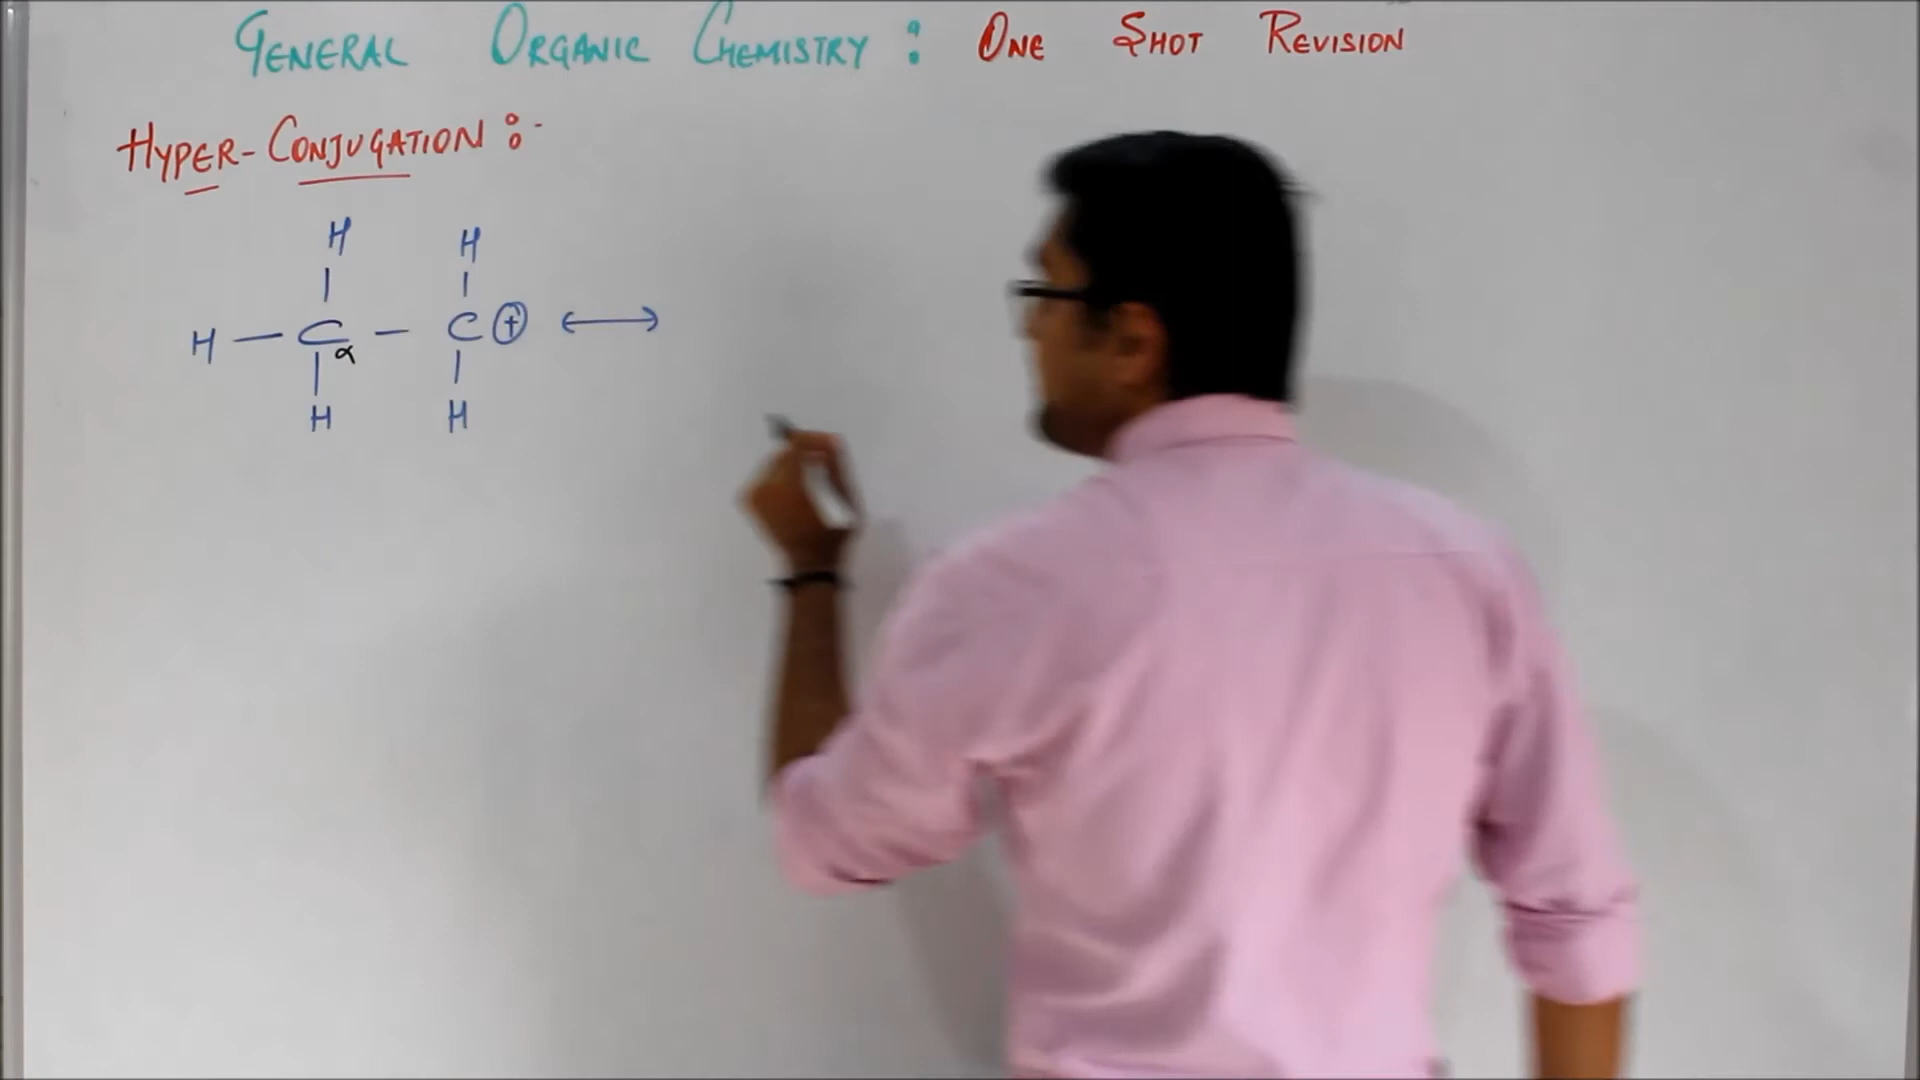 GENERAL ORGANIC CHEMISTRY : ONE SHOT REVISION
HYPER-CONJUGATION :-
H H
| |
H — C — C ⊕ ↔
α
| |
H H